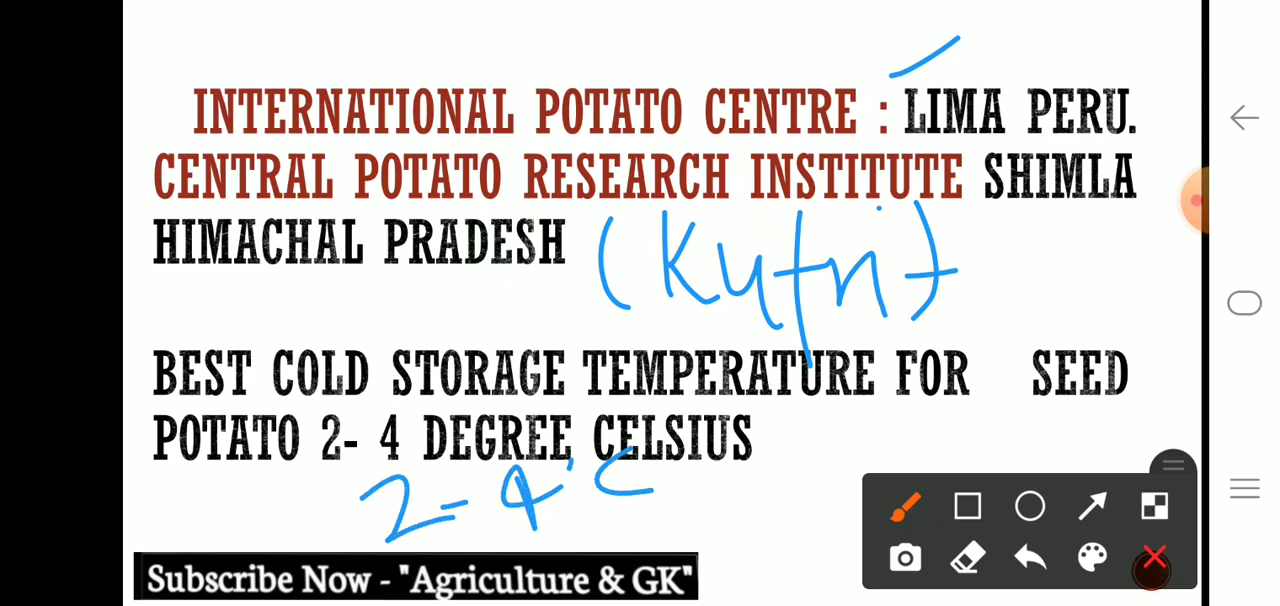 INTERNATIONAL POTATO CENTRE : LIMA PERU.
CENTRAL POTATO RESEARCH INSTITUTE SHIMLA
HIMACHAL PRADESH (Kufri)
BEST COLD STORAGE TEMPERATURE FOR SEED
POTATO 2- 4 DEGREE CELSIUS
2-4°C
Subscribe Now - "Agriculture & GK"